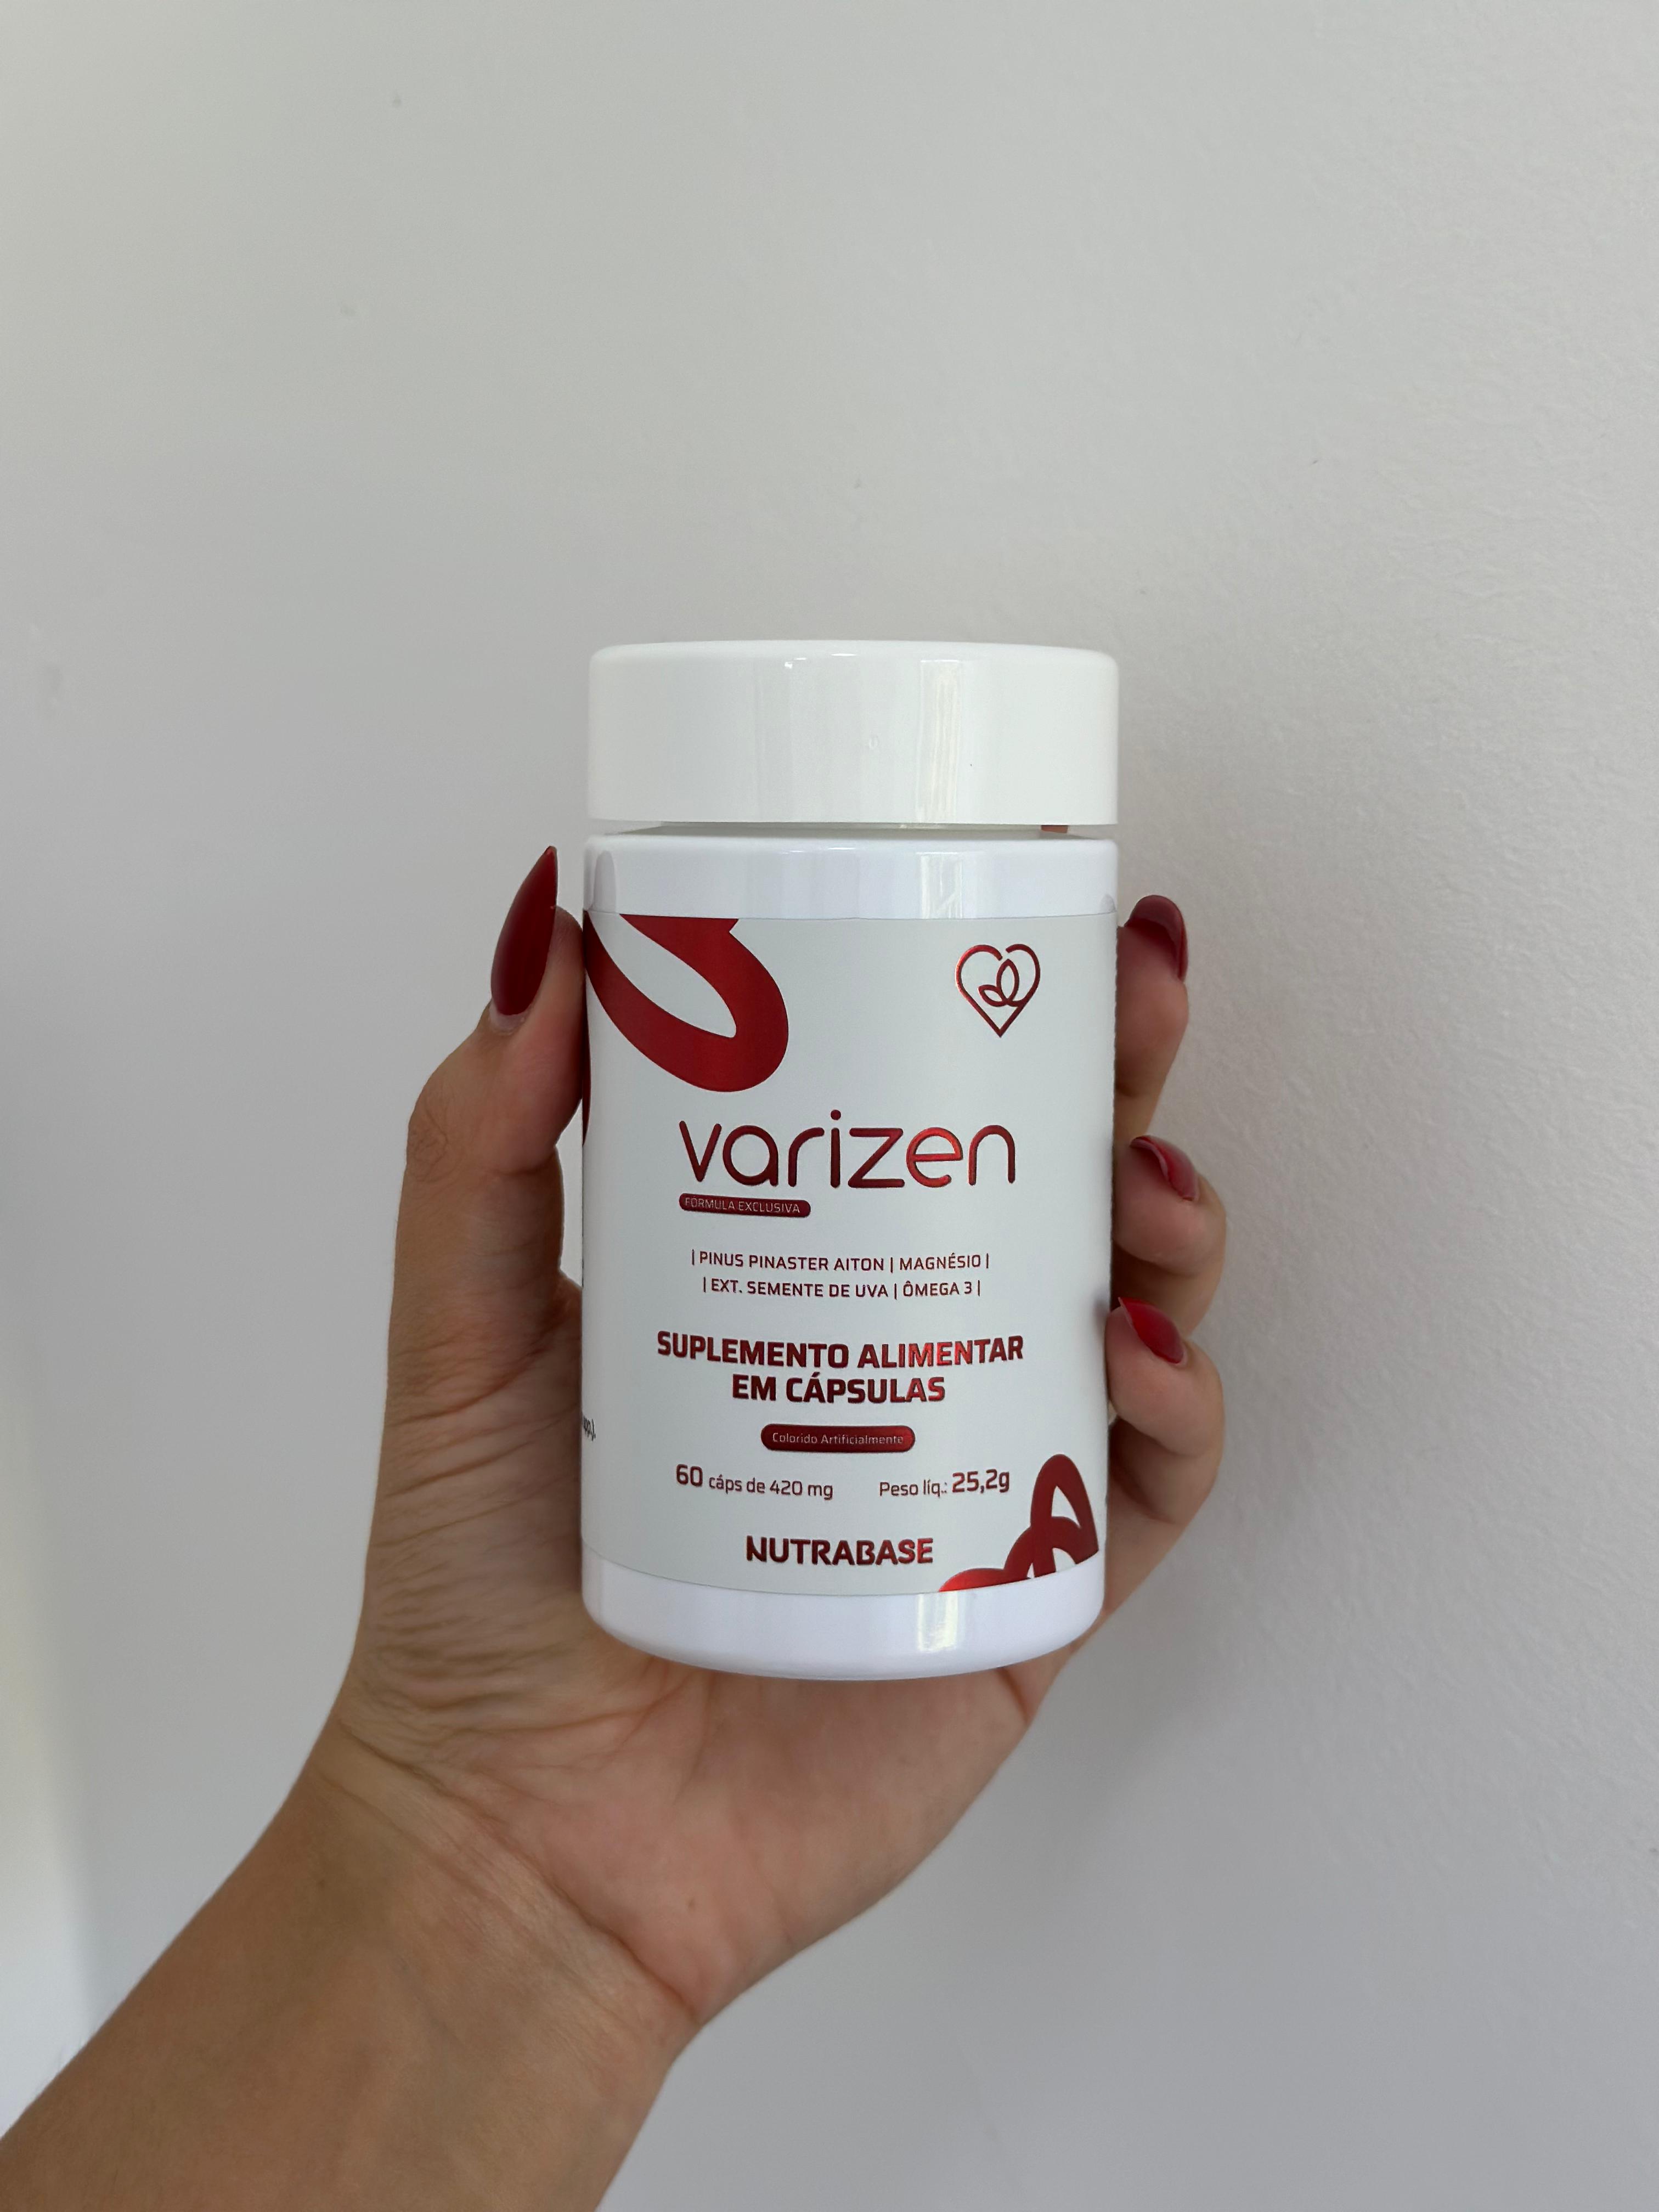 varizen
FÓRMULA EXCLUSIVA
| PINUS PINASTER AITON | MAGNÉSIO |
| EXT. SEMENTE DE UVA | ÔMEGA 3 |
SUPLEMENTO ALIMENTAR
EM CÁPSULAS
Colorido Artificialmente
60 cáps de 420 mg Peso líq.: 25,2g
NUTRABASE